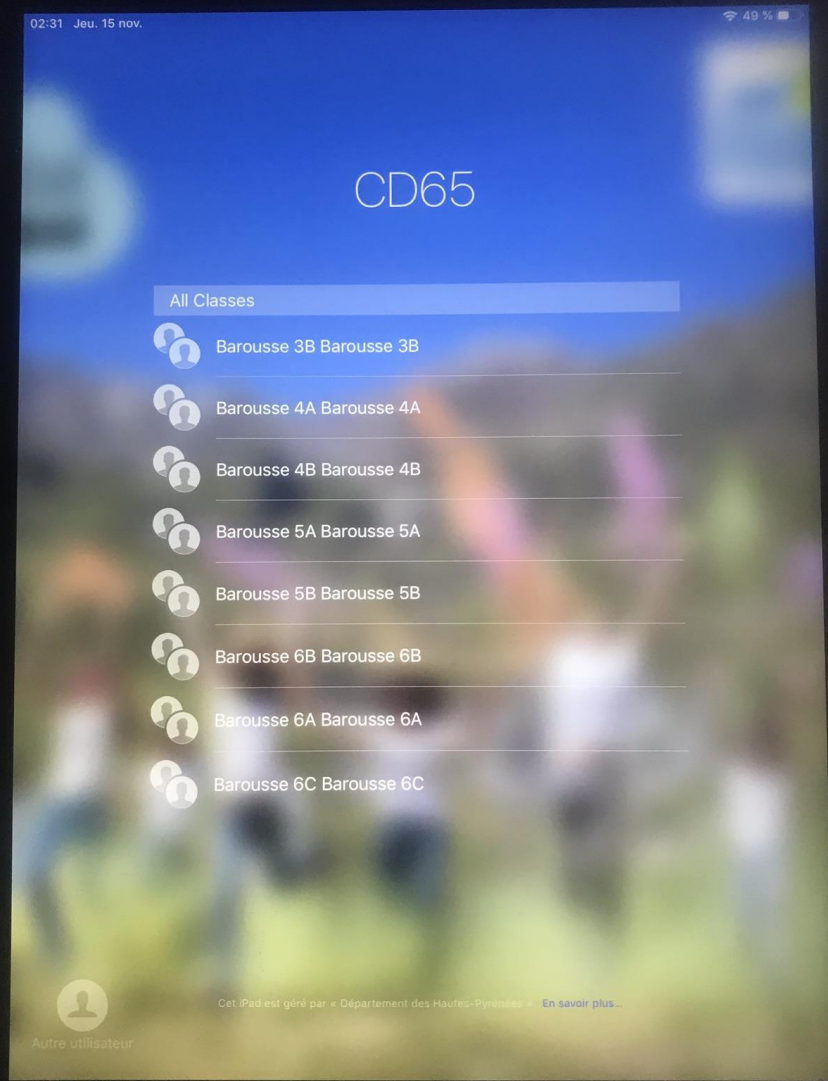 02:31 Jeu. 15 nov.
49 %
CD65
All Classes
Barousse 3B Barousse 3B
Barousse 4A Barousse 4A
Barousse 4B Barousse 4B
Barousse 5A Barousse 5A
Barousse 5B Barousse 5B
Barousse 6B Barousse 6B
Barousse 6A Barousse 6A
Barousse 6C Barousse 6C
Cet iPad est géré par « Département des Hautes-Pyrénées ». En savoir plus...
Autre utilisateur